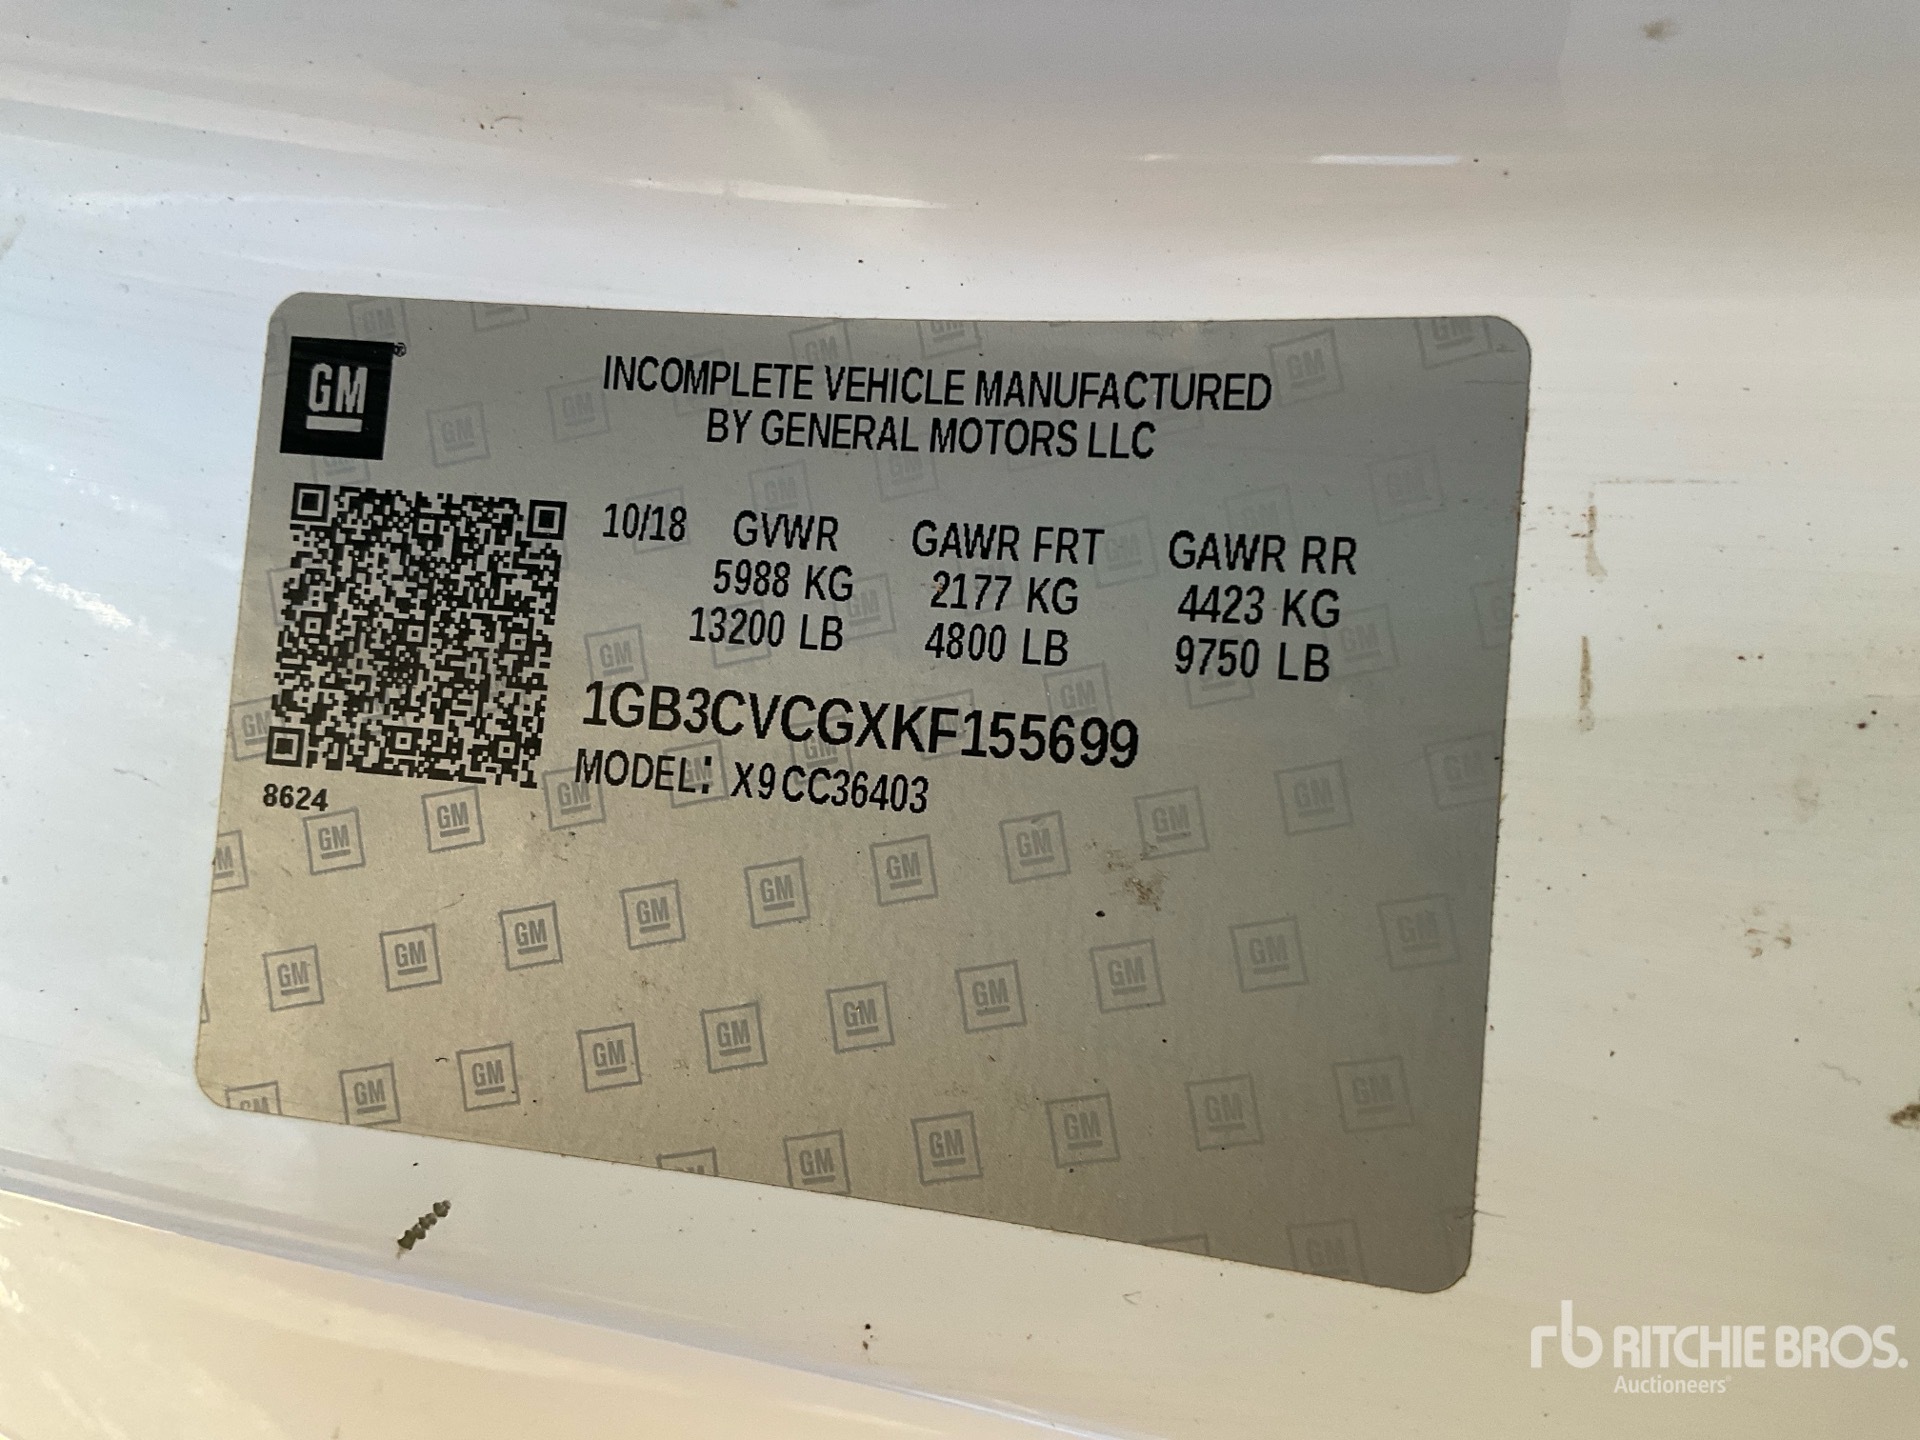 GM
INCOMPLETE VEHICLE MANUFACTURED
BY GENERAL MOTORS LLC
10/18 GVWR GAWR FRT GAWR RR
5988 KG 2177 KG 4423 KG
13200 LB 4800 LB 9750 LB
1GB3CVCGXKF155699
MODEL: X9CC36403
8624
rb RITCHIE BROS.
Auctioneers